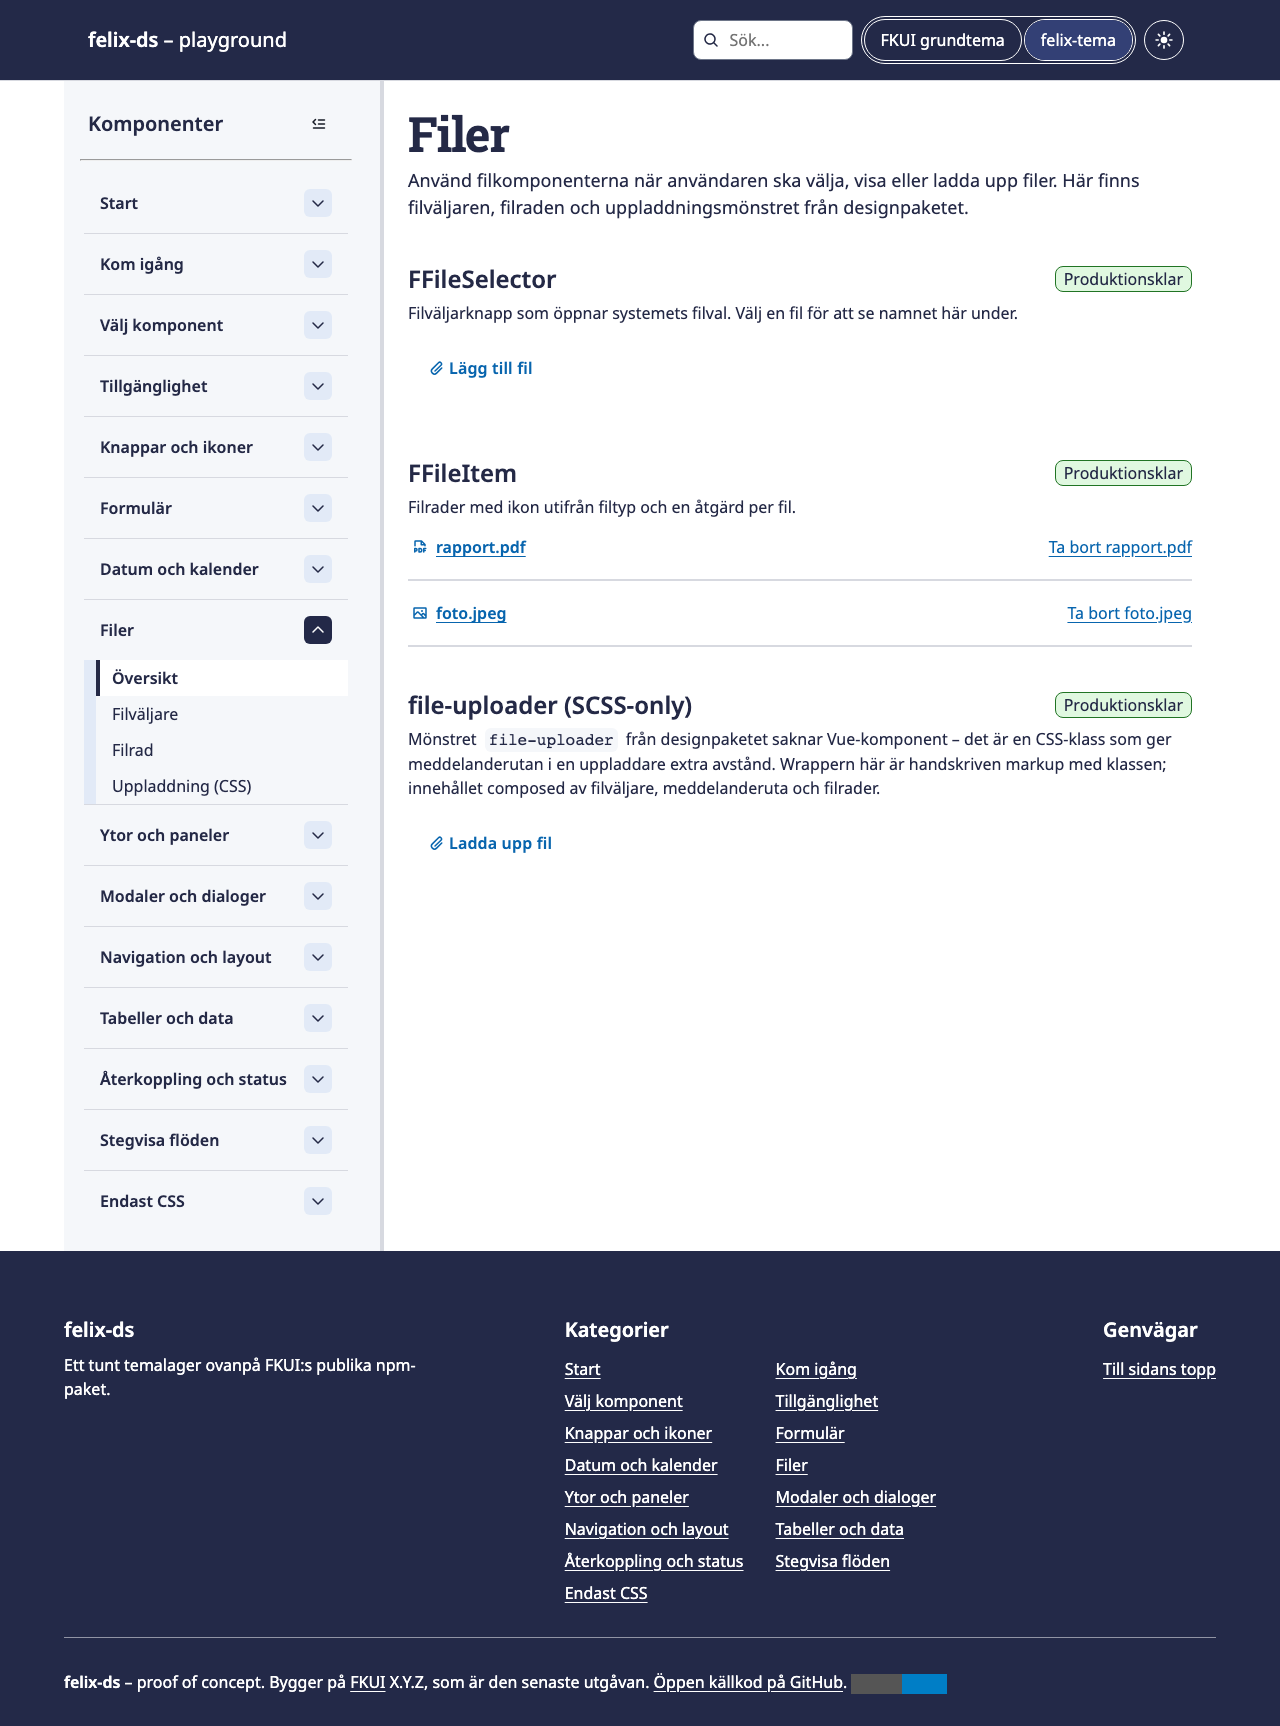 felix-ds – playground
Sök...
FKUI grundtema
felix-tema
Komponenter
Start
Kom igång
Välj komponent
Tillgänglighet
Knappar och ikoner
Formulär
Datum och kalender
Filer
Översikt
Filväljare
Filrad
Uppladdning (CSS)
Ytor och paneler
Modaler och dialoger
Navigation och layout
Tabeller och data
Återkoppling och status
Stegvisa flöden
Endast CSS
Filer
Använd filkomponenterna när användaren ska välja, visa eller ladda upp filer. Här finns
filväljaren, filraden och uppladdningsmönstret från designpaketet.
FFileSelector
Produktionsklar
Filväljarknapp som öppnar systemets filval. Välj en fil för att se namnet här under.
Lägg till fil
FFileItem
Produktionsklar
Filrader med ikon utifrån filtyp och en åtgärd per fil.
PDF
rapport.pdf
Ta bort rapport.pdf
foto.jpeg
Ta bort foto.jpeg
file-uploader (SCSS-only)
Produktionsklar
Mönstret file-uploader från designpaketet saknar Vue-komponent – det är en CSS-klass som ger
meddelanderutan i en uppladdare extra avstånd. Wrappern här är handskriven markup med klassen;
innehållet composed av filväljare, meddelanderuta och filrader.
Ladda upp fil
felix-ds
Ett tunt temalager ovanpå FKUI:s publika npm-
paket.
Kategorier
Start
Kom igång
Välj komponent
Tillgänglighet
Knappar och ikoner
Formulär
Datum och kalender
Filer
Ytor och paneler
Modaler och dialoger
Navigation och layout
Tabeller och data
Återkoppling och status
Stegvisa flöden
Endast CSS
Genvägar
Till sidans topp
felix-ds – proof of concept. Bygger på FKUI X.Y.Z, som är den senaste utgåvan. Öppen källkod på GitHub.